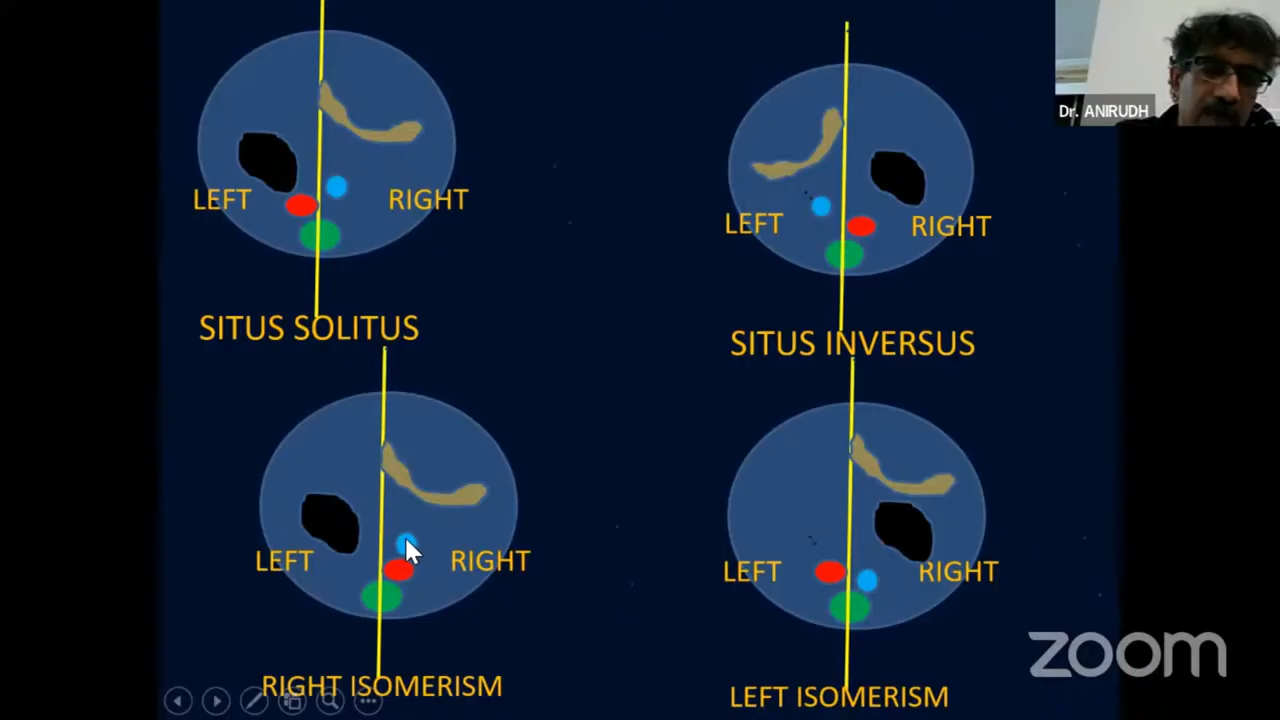 Dr. ANIRUDH
LEFT RIGHT
SITUS SOLITUS
LEFT RIGHT
SITUS INVERSUS
LEFT RIGHT
RIGHT ISOMERISM
LEFT RIGHT
LEFT ISOMERISM
zoom